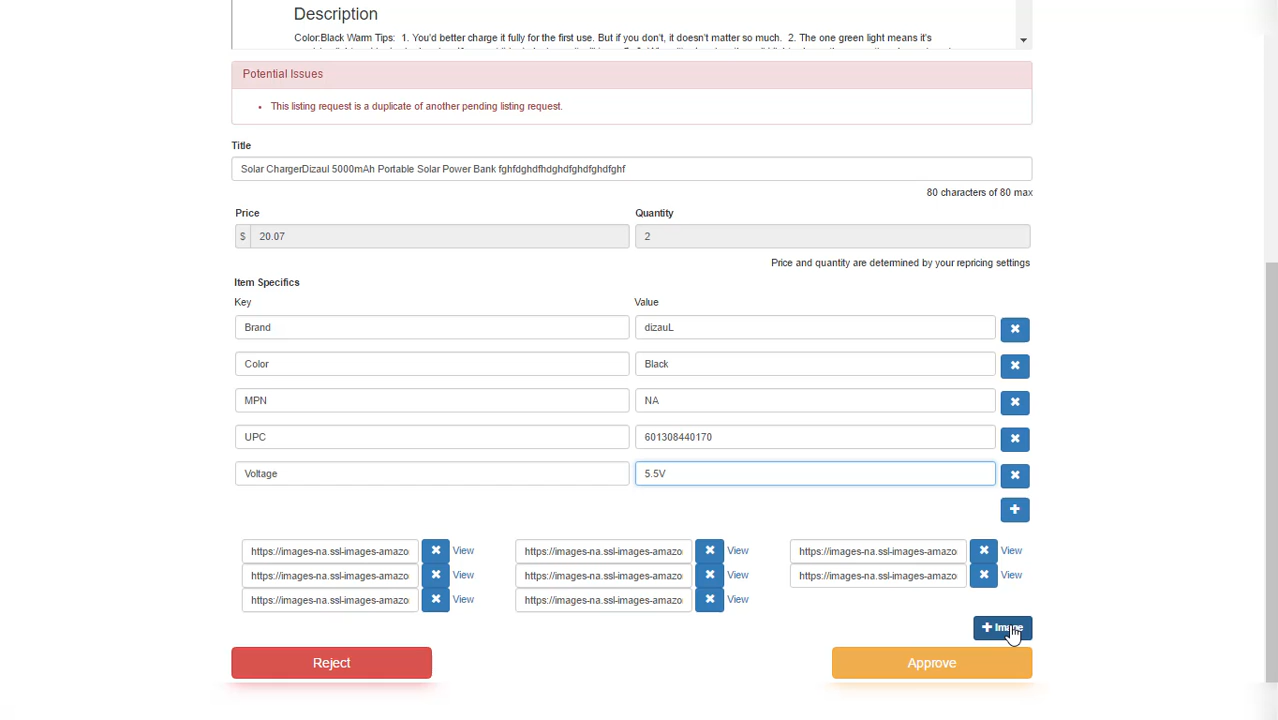 Description
Color:Black Warm Tips: 1. You'd better charge it fully for the first use. But if you don't, it doesn't matter so much. 2. The one green light means it's
Potential Issues
This listing request is a duplicate of another pending listing request.
Title
Solar ChargerDizaul 5000mAh Portable Solar Power Bank fghfdghdfhdghdfghdfghdfghf
80 characters of 80 max
Price
Quantity
$ 20.07
2
Price and quantity are determined by your repricing settings
Item Specifics
Key
Value
Brand
dizauL
Color
Black
MPN
NA
UPC
601308440170
Voltage
5.5V
https://images-na.ssl-images-amazo View
https://images-na.ssl-images-amazo View
https://images-na.ssl-images-amazo View
https://images-na.ssl-images-amazo View
https://images-na.ssl-images-amazo View
https://images-na.ssl-images-amazo View
https://images-na.ssl-images-amazo View
https://images-na.ssl-images-amazo View
+ Image
Reject
Approve